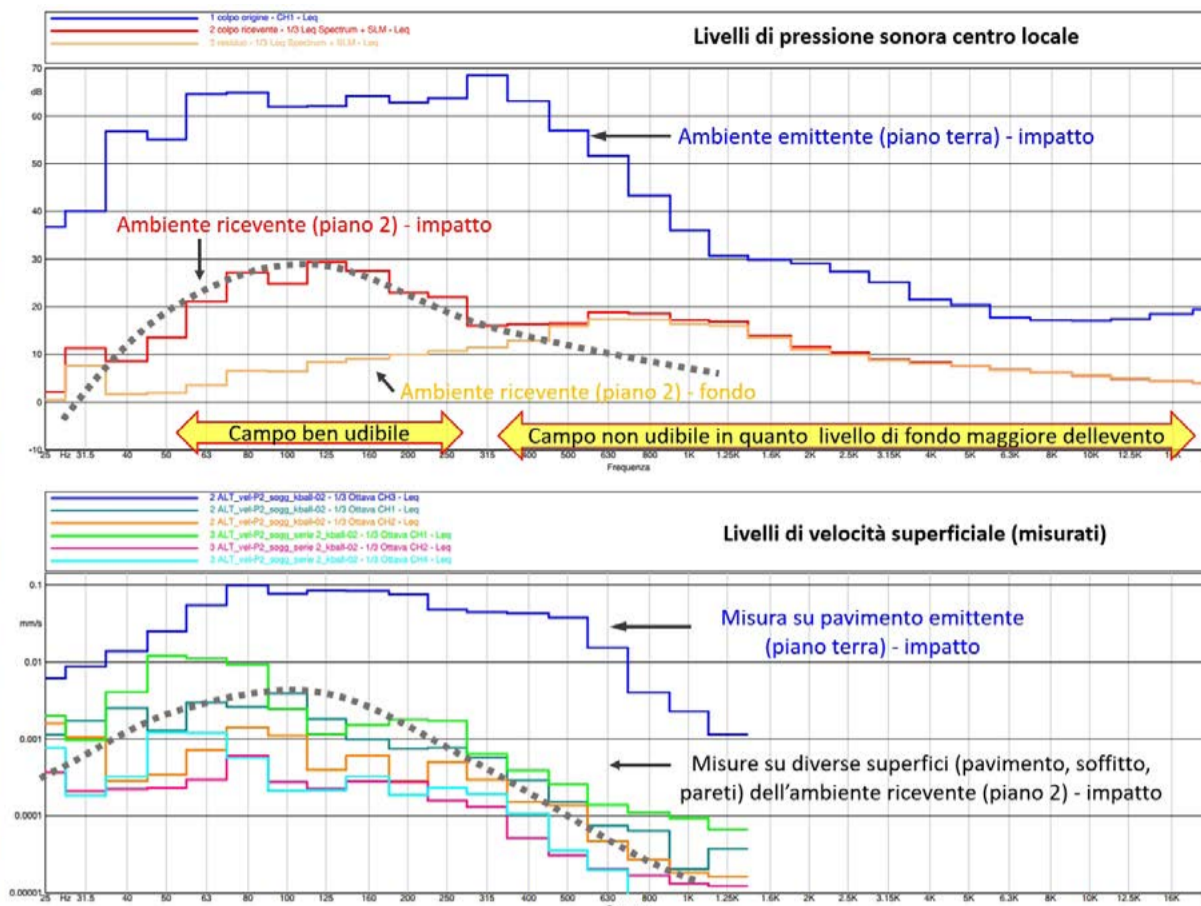 1 colpo origine - CH1 - Leq
2 colpo ricevente - 1/3 Leq Spectrum + SLM - Leq
3 residuo - 1/3 Leq Spectrum + SLM - Leq
Livelli di pressione sonora centro locale
70
dB
60
50
40
30
20
10
0
-10
Ambiente emittente (piano terra) - impatto
Ambiente ricevente (piano 2) - impatto
Ambiente ricevente (piano 2) - fondo
Campo ben udibile
Campo non udibile in quanto livello di fondo maggiore dellevento
25 Hz 31.5 40 50 63 80 100 125 160 200 250 315 400 500 630 800 1K 1.25K 1.6K 2K 2.5K 3.15K 4K 5K 6.3K 8K 10K 12.5K 16K
Frequenza
2 ALT_vel-P2_sogg_kball-02 - 1/3 Ottava CH3 - Leq
2 ALT_vel-P2_sogg_kball-02 - 1/3 Ottava CH1 - Leq
2 ALT_vel-P2_sogg_kball-02 - 1/3 Ottava CH2 - Leq
3 ALT_vel-P2_sogg_serie 2_kball-02 - 1/3 Ottava CH1 - Leq
3 ALT_vel-P2_sogg_serie 2_kball-02 - 1/3 Ottava CH2 - Leq
3 ALT_vel-P2_sogg_serie 2_kball-02 - 1/3 Ottava CH4 - Leq
Livelli di velocità superficiale (misurati)
0.1
mm/s
0.01
0.001
0.0001
0.00001
Misura su pavimento emittente
(piano terra) - impatto
Misure su diverse superfici (pavimento, soffitto,
pareti) dell'ambiente ricevente (piano 2) - impatto
25 Hz 31.5 40 50 63 80 100 125 160 200 250 315 400 500 630 800 1K 1.25K 1.6K 2K 2.5K 3.15K 4K 5K 6.3K 8K 10K 12.5K 16K